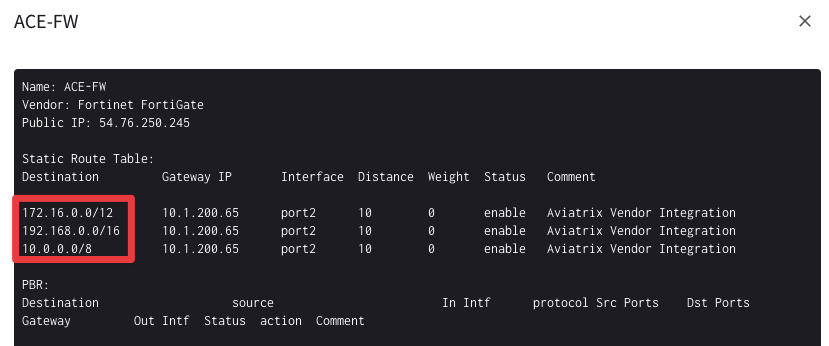 ACE-FW
Name: ACE-FW
Vendor: Fortinet FortiGate
Public IP: 54.76.250.245
Static Route Table:
Destination Gateway IP Interface Distance Weight Status Comment
172.16.0.0/12 10.1.200.65 port2 10 0 enable Aviatrix Vendor Integration
192.168.0.0/16 10.1.200.65 port2 10 0 enable Aviatrix Vendor Integration
10.0.0.0/8 10.1.200.65 port2 10 0 enable Aviatrix Vendor Integration
PBR:
Destination source In Intf protocol Src Ports Dst Ports
Gateway Out Intf Status action Comment